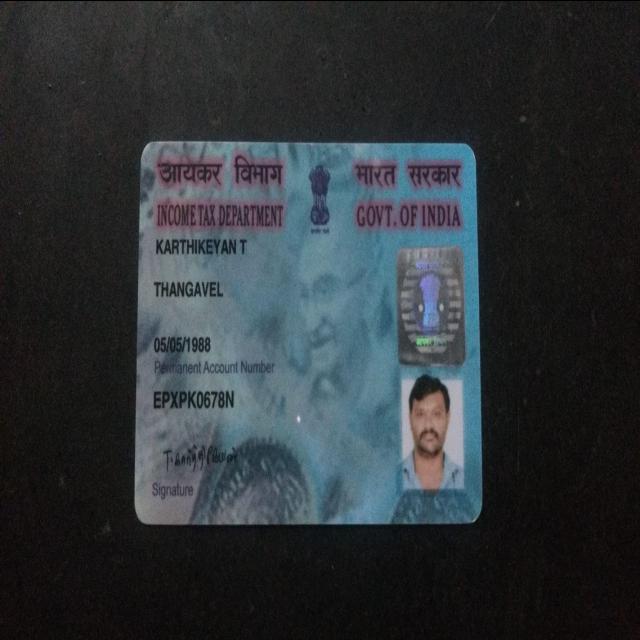 आयकर विभाग
भारत सरकार
INCOME TAX DEPARTMENT
GOVT. OF INDIA
KARTHIKEYAN T
THANGAVEL
05/05/1988
Permanent Account Number
EPXPK0678N
Signature